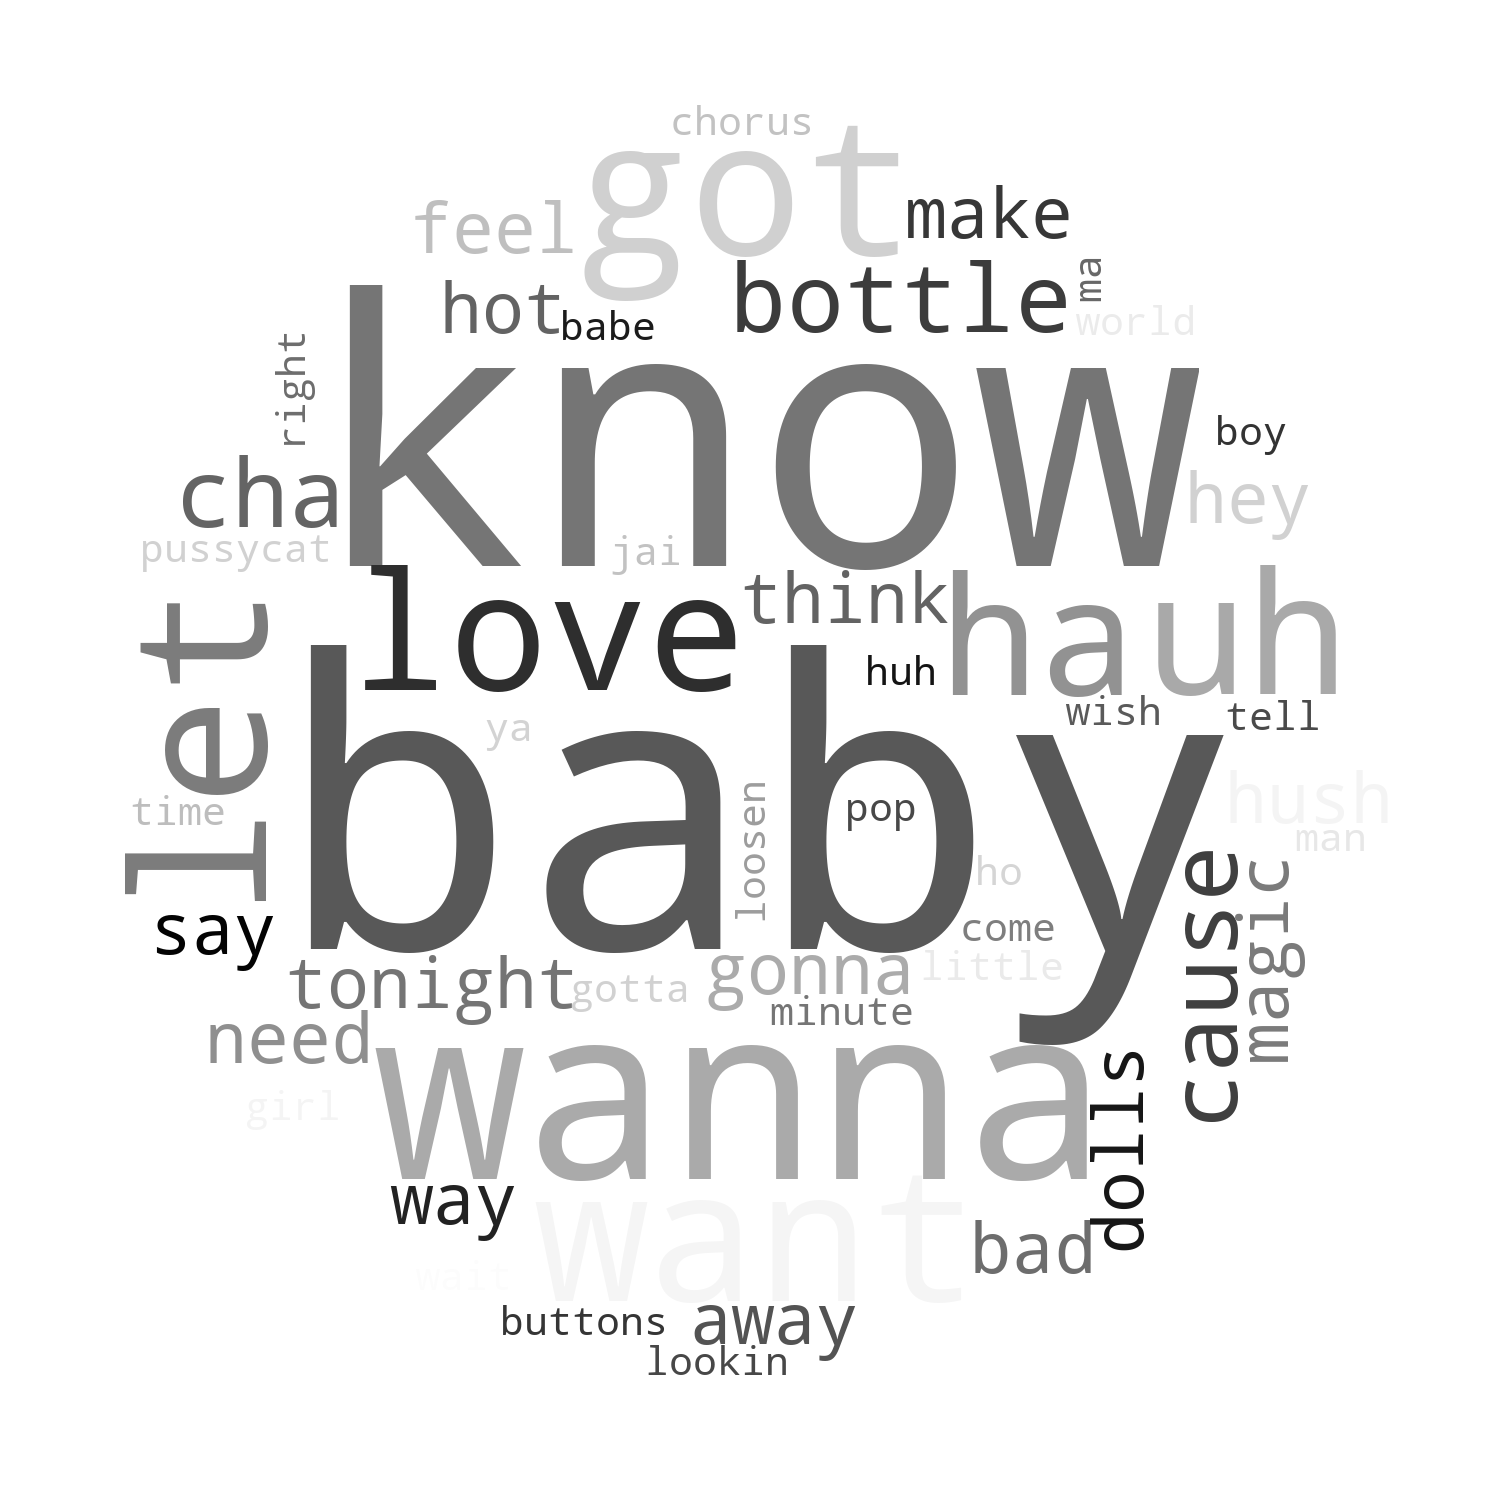 chorus
got
feel
make
hot
babe
bottle
ma
world
right
know
boy
cha
hey
pussycat
jai
let
love
think
ha
uh
huh
wish
tell
ya
baby
time
loosen
pop
hush
man
ho
say
come
cause
magic
tonight
gotta
gonna
little
minute
need
wanna
girl
dolls
way
want
bad
wait
buttons
away
lookin